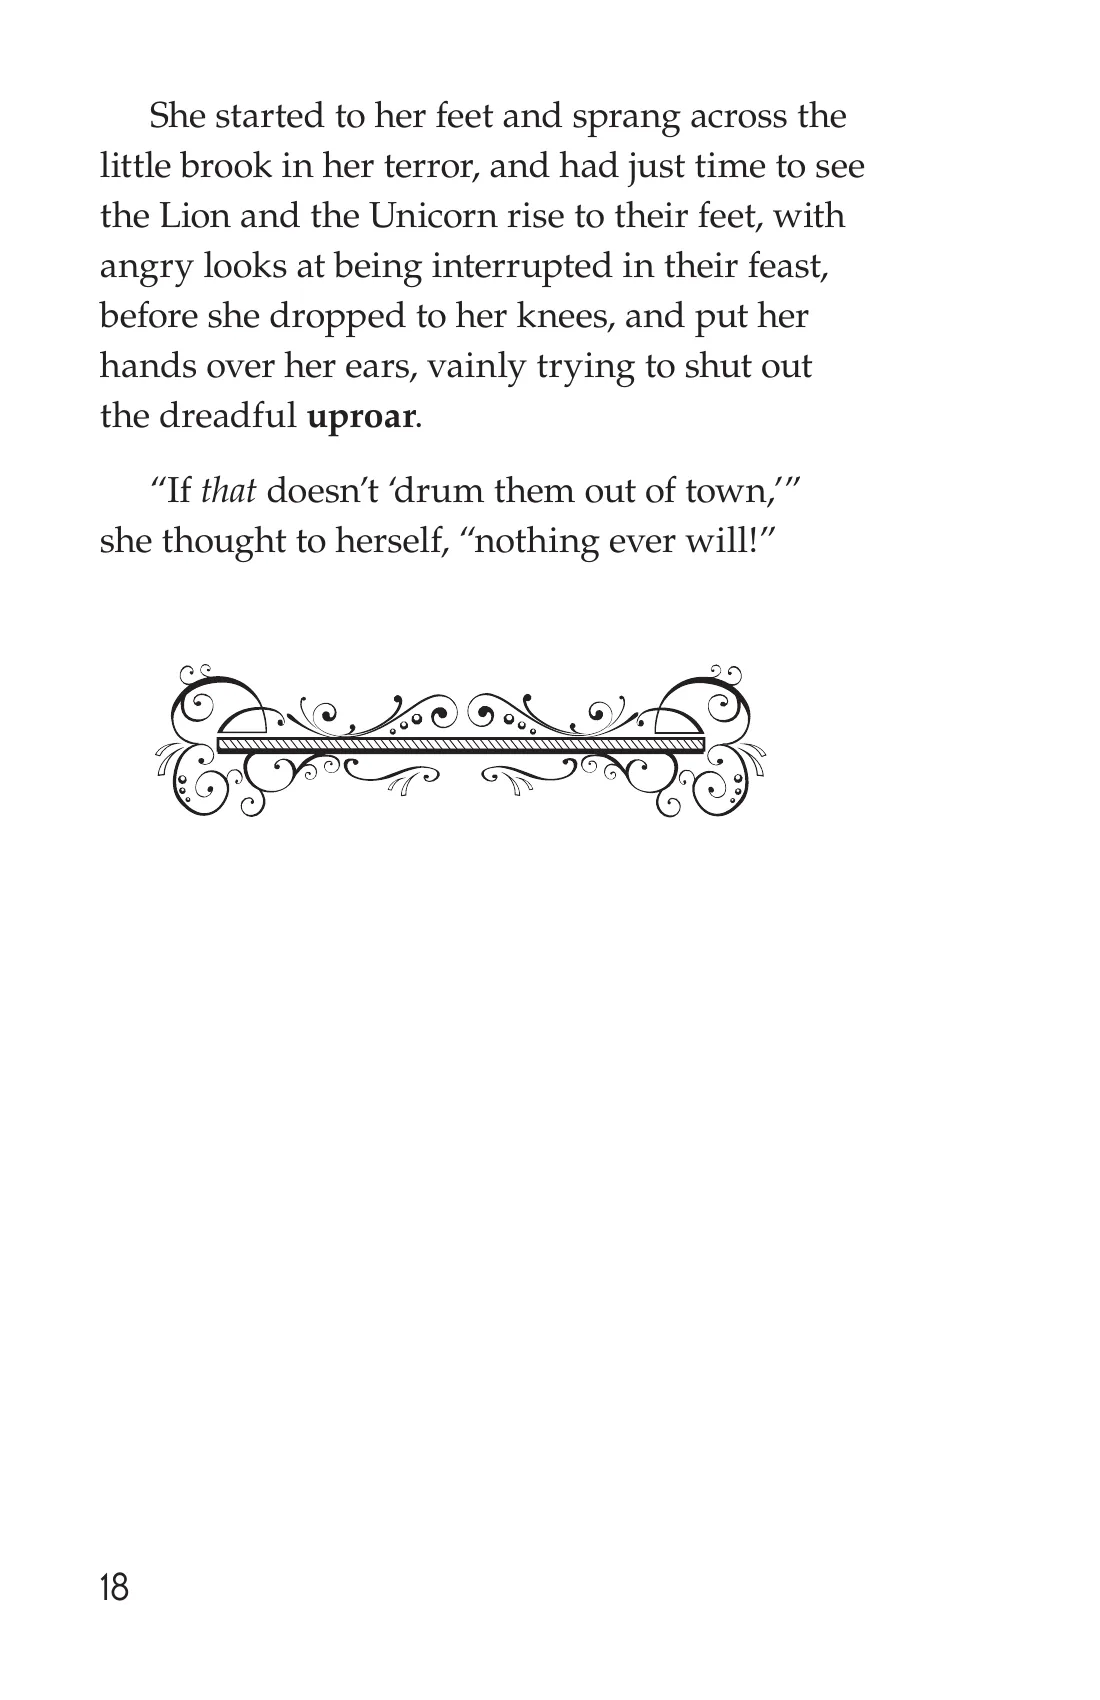 She started to her feet and sprang across the
little brook in her terror, and had just time to see
the Lion and the Unicorn rise to their feet, with
angry looks at being interrupted in their feast,
before she dropped to her knees, and put her
hands over her ears, vainly trying to shut out
the dreadful uproar.
“If that doesn’t ‘drum them out of town,’”
she thought to herself, “nothing ever will!”
18